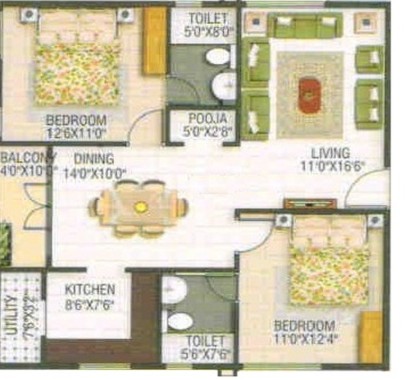 TOILET
5'0"X8'0"
BEDROOM
12'6X11'0"
POOJA
5'0"X2'8"
BALCONY
4'0"X10'0"
DINING
14'0"X10'0"
LIVING
11'0"X16'6"
KITCHEN
8'6"X7'6"
UTILITY
7'6"X3'2"
TOILET
5'6"X7'6"
BEDROOM
11'0"X12'4"